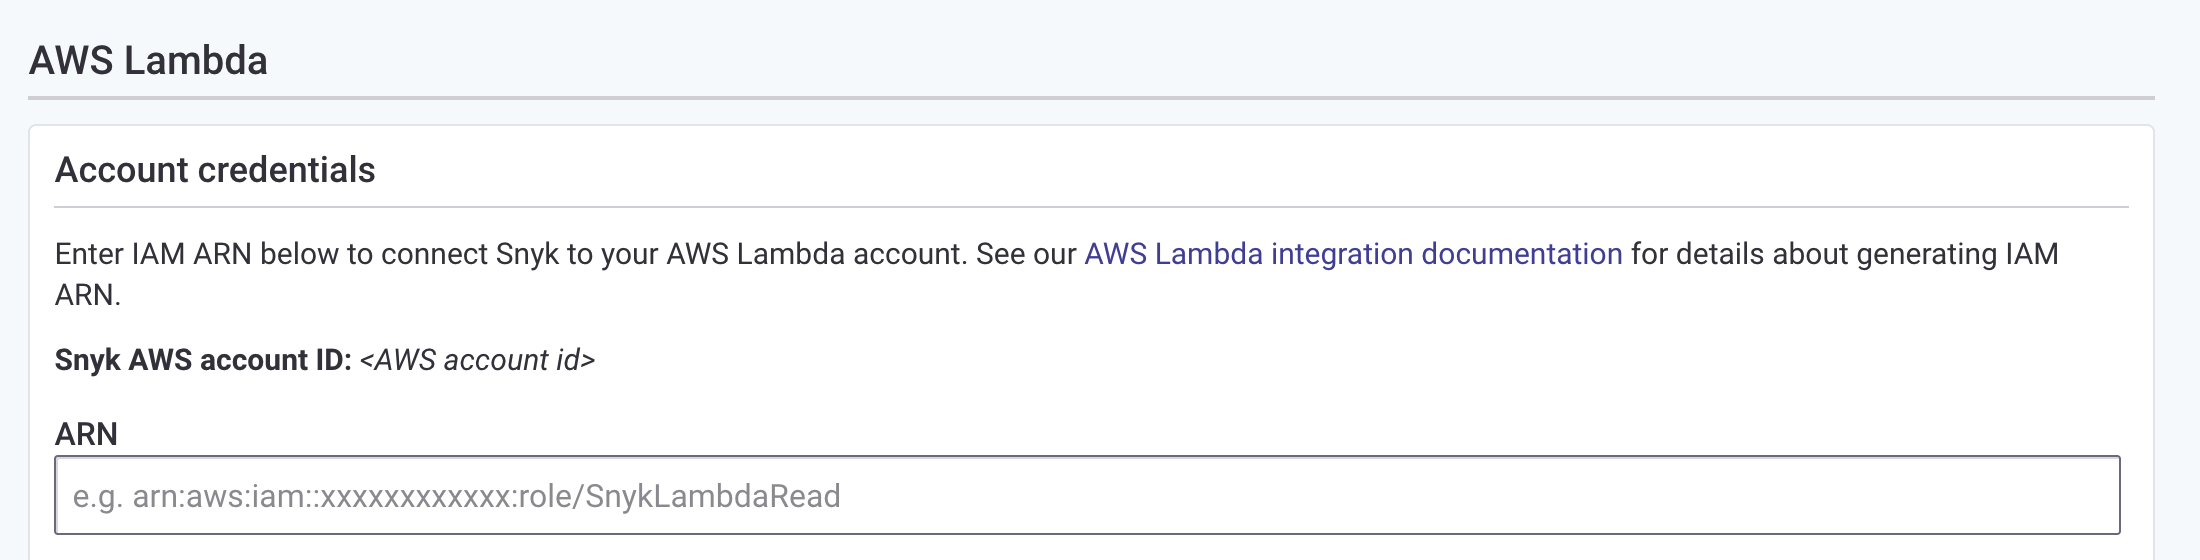 AWS Lambda
Account credentials
Enter IAM ARN below to connect Snyk to your AWS Lambda account. See our AWS Lambda integration documentation for details about generating IAM
ARN.
Snyk AWS account ID: <AWS account id>
ARN
e.g. arn:aws:iam::xxxxxxxxxxxx:role/SnykLambdaRead